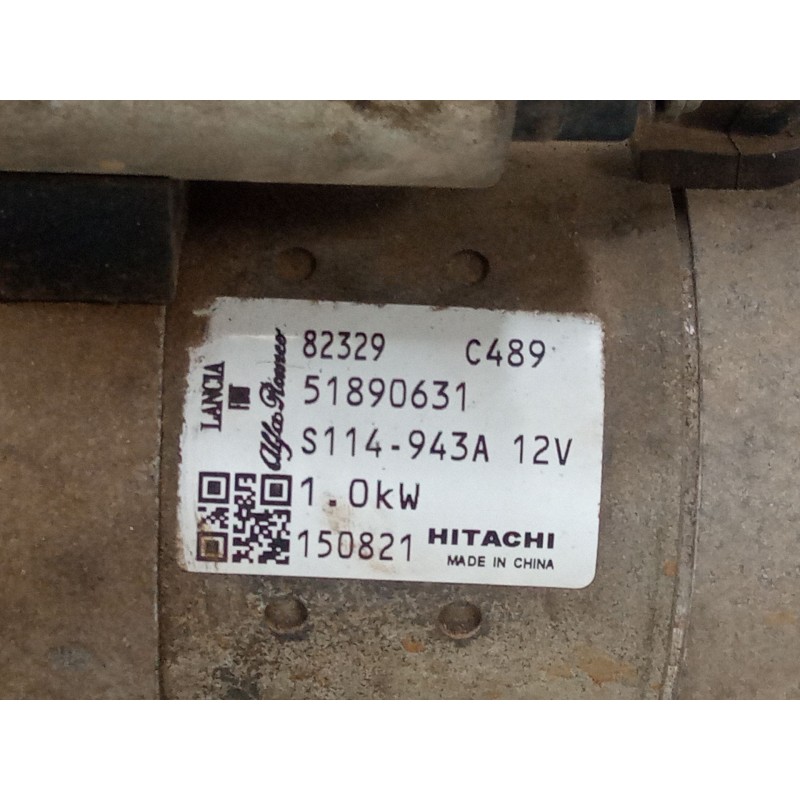 82329 C489
51890631
S114-943A 12V
1.0kW
150821 HITACHI
MADE IN CHINA
LANCIA
Alfa Romeo